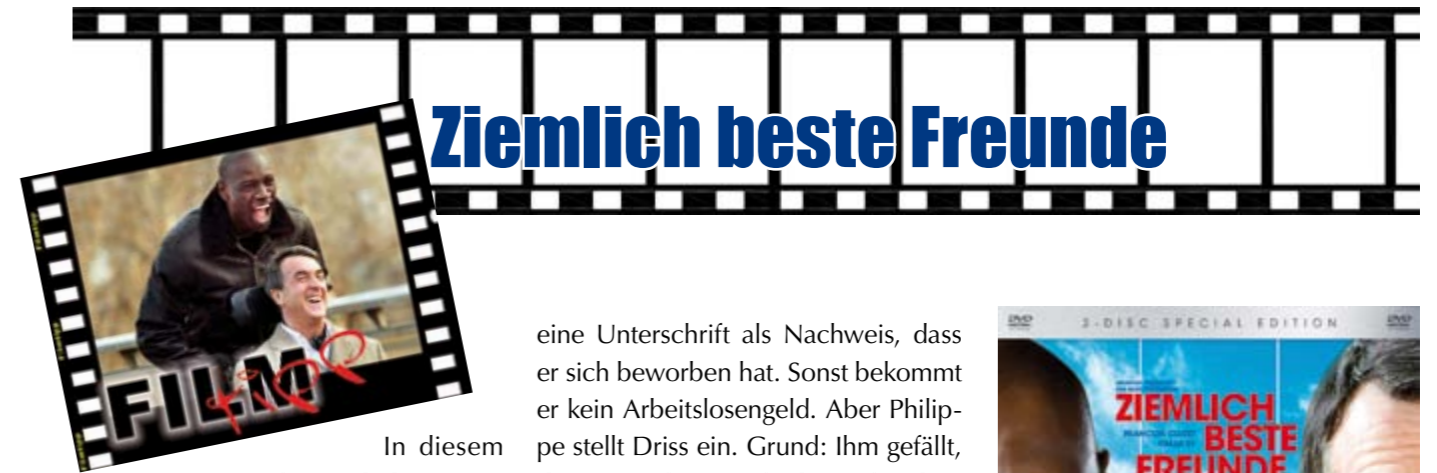 Ziemlich beste Freunde
FILM
TIPP
In diesem
eine Unterschrift als Nachweis, dass
er sich beworben hat. Sonst bekommt
er kein Arbeitslosengeld. Aber Philip-
pe stellt Driss ein. Grund: Ihm gefällt,
DVD
2-DISC SPECIAL EDITION
DVD
ZIEMLICH
BESTE
FREUNDE